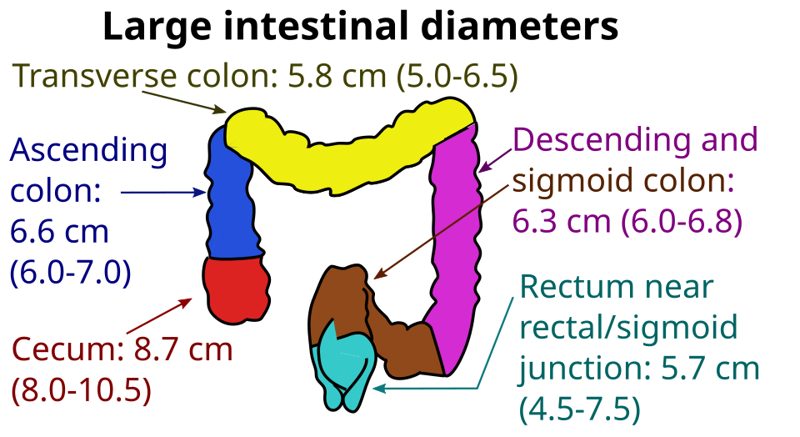 Large intestinal diameters
Transverse colon: 5.8 cm (5.0-6.5)
Ascending
colon:
6.6 cm
(6.0-7.0)
Cecum: 8.7 cm
(8.0-10.5)
Descending and
sigmoid colon:
6.3 cm (6.0-6.8)
Rectum near
rectal/sigmoid
junction: 5.7 cm
(4.5-7.5)